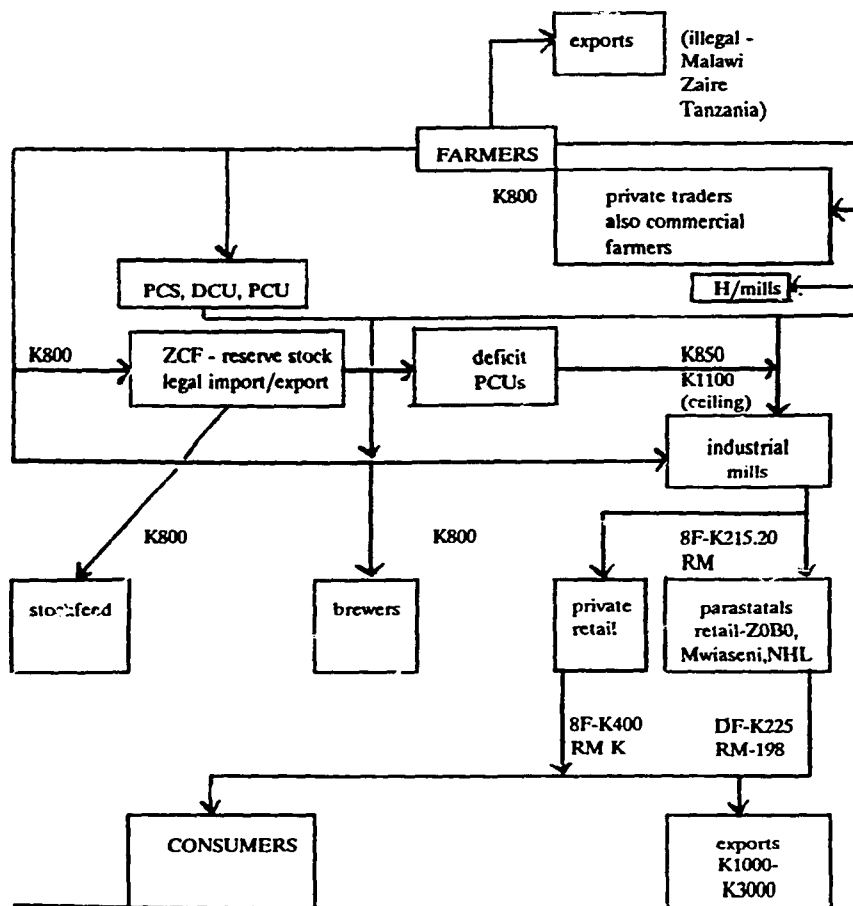 exports
(illegal -
Malawi
Zaire
Tanzania)
FARMERS
K800
private traders
also commercial
farmers
PCS, DCU, PCU
H/mills
K800
ZCF - reserve stock
legal import/export
deficit
PCUs
K850
K1100
(ceiling)
industrial
mills
K800
K800
8F-K215.20
RM
stockfeed
brewers
private
retail
parastatals
retail-Z0B0,
Mwiaseni,NHL
8F-K400
RM K
DF-K225
RM-198
CONSUMERS
exports
K1000-
K3000